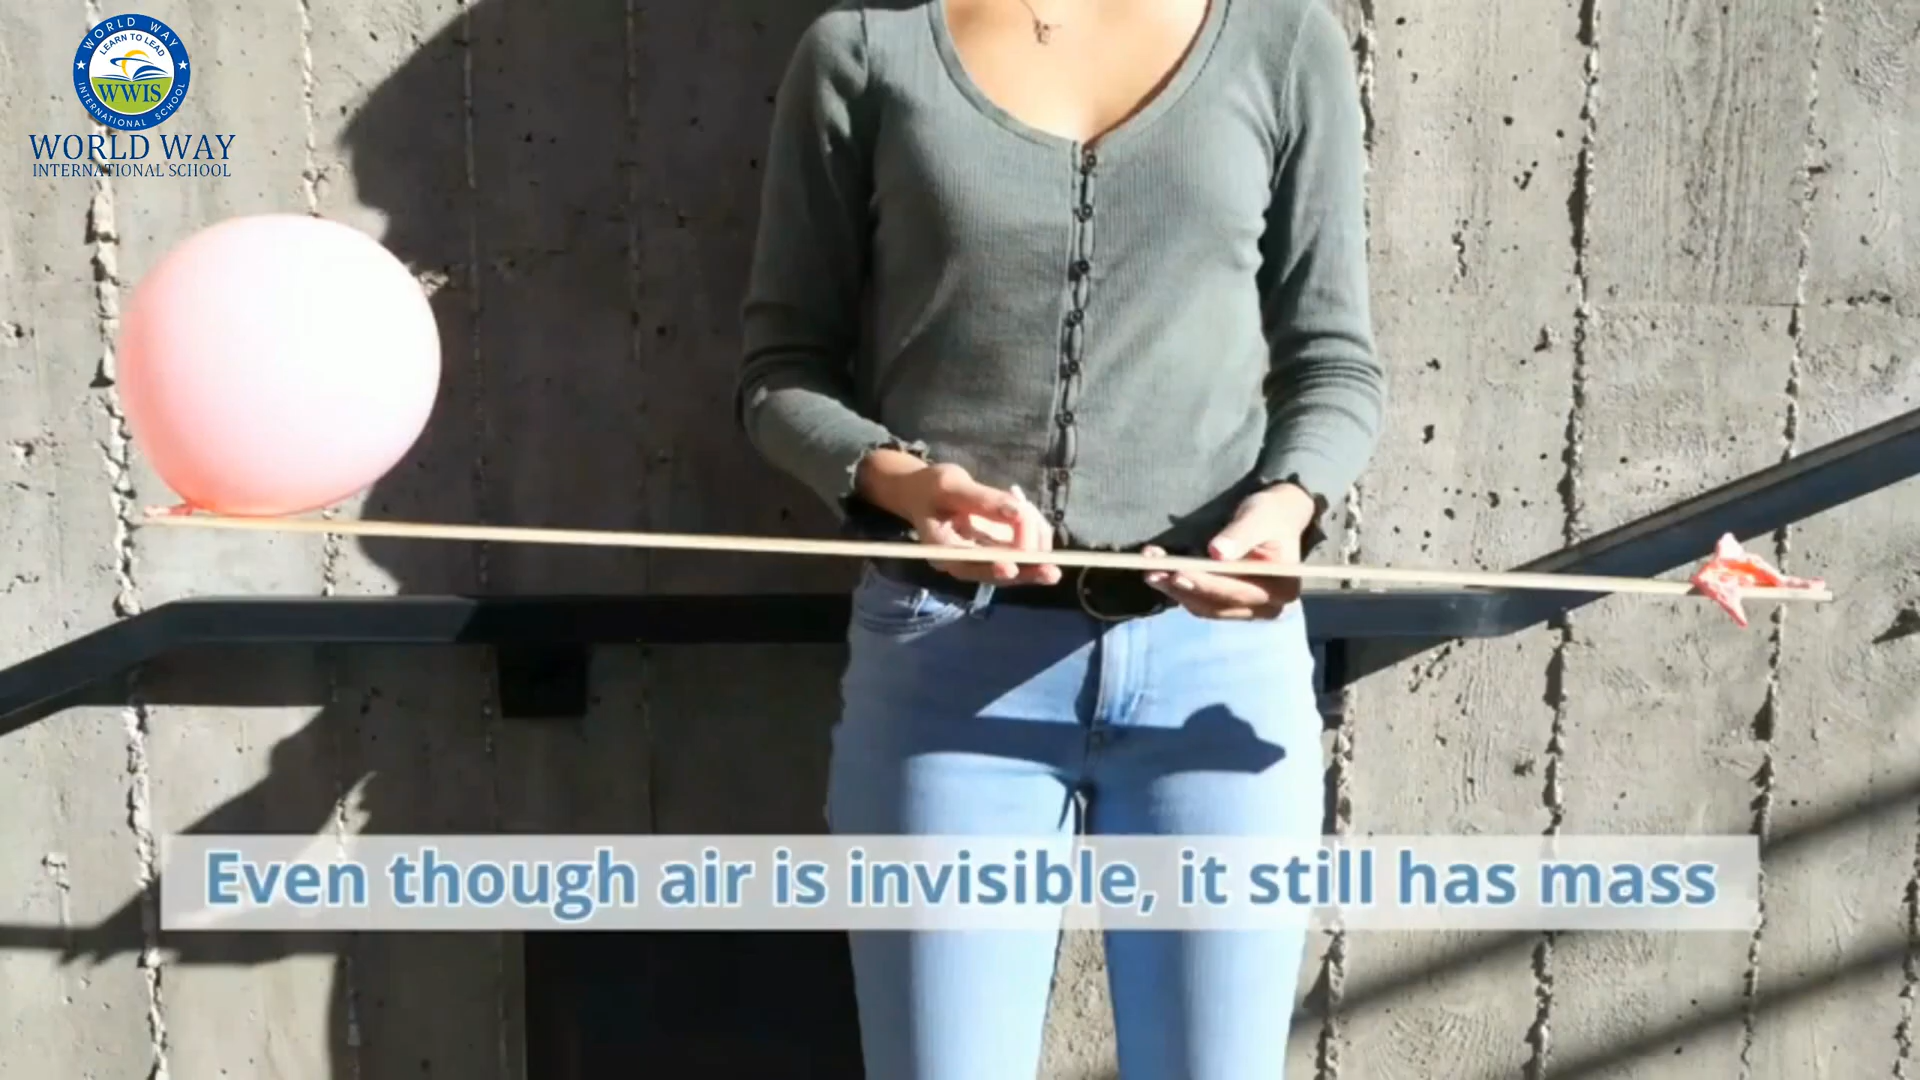 WORLD WAY
LEARN TO LEAD
WWIS
INTERNATIONAL SCHOOL
WORLD WAY
INTERNATIONAL SCHOOL
Even though air is invisible, it still has mass